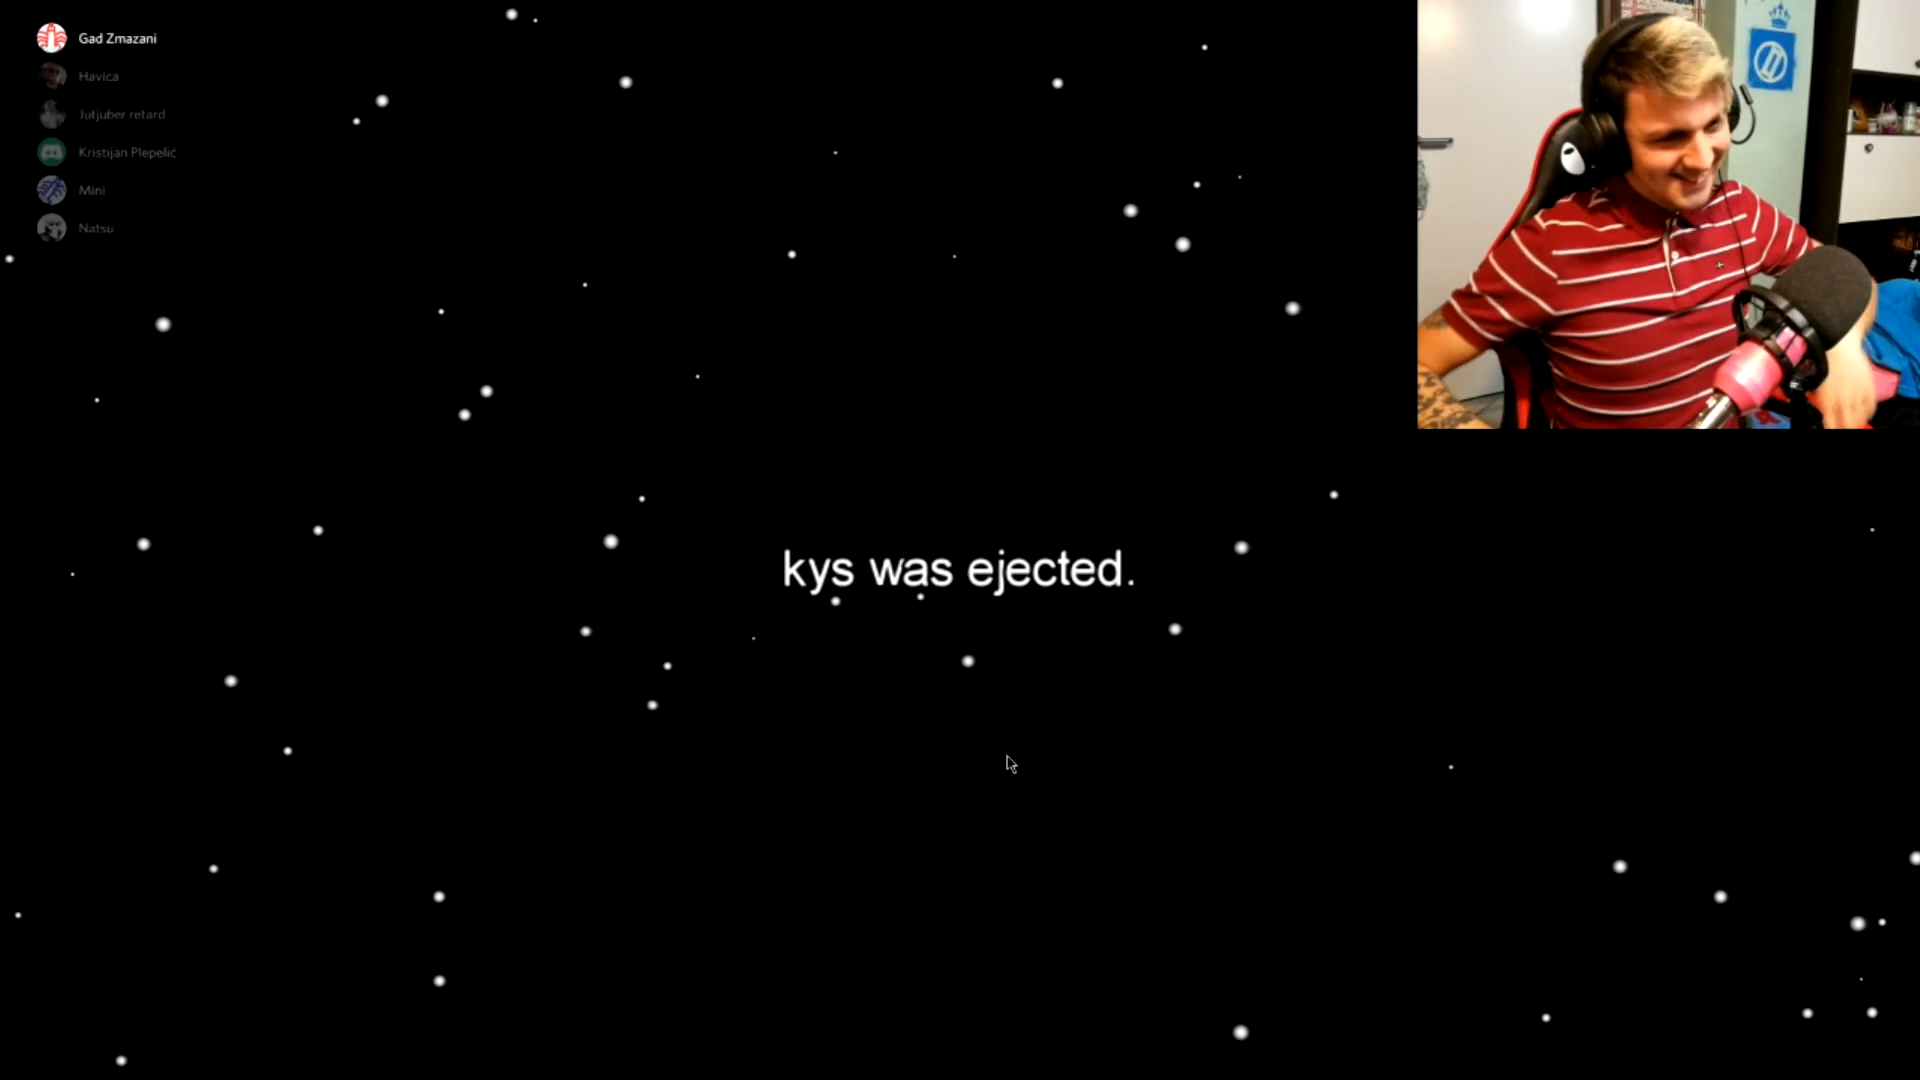 Gad Zmazani
Havica
Jutjuber retard
Kristijan Plepelić
Mini
Natsu
kys was ejected.